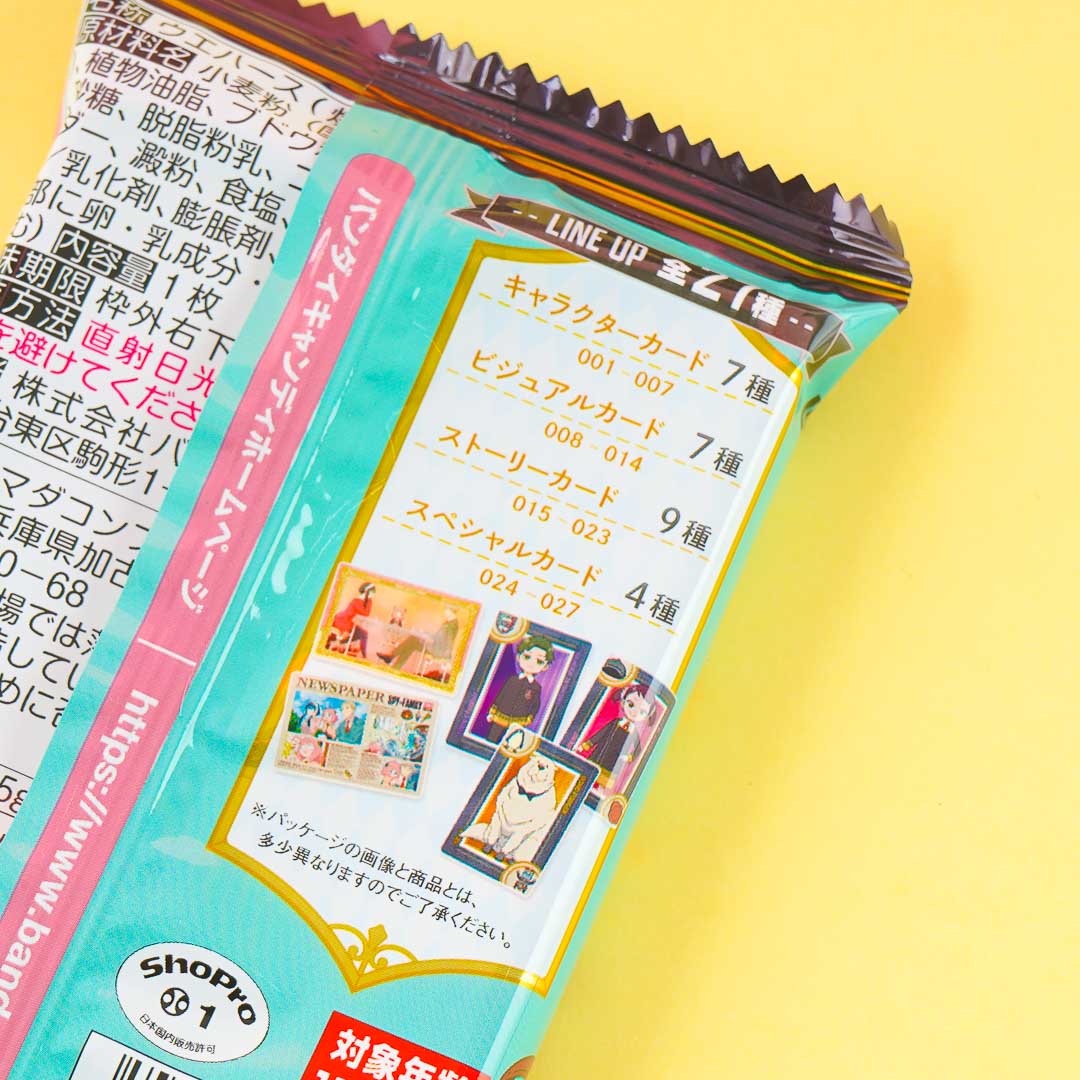 名称 ウエハース(
原材料名 小麦粉
植物油脂、ブドウ
糖、脱脂粉乳、
ー、澱粉、食塩、
/乳化剤、膨脹剤、
部に卵・乳成分・
む) 内容量 1枚
味期限 枠外右下
方法 直射日光
を避けてくださ
株式会社バ
台東区駒形1-
マダコン
兵庫県加古
0-68
場では
してい
めに
バンダイキャンディホームページ
https://www.band
LINE UP 全27種
キャラクターカード 7種
001-007
ビジュアルカード 7種
008-014
ストーリーカード 9種
015-023
スペシャルカード 4種
024-027
NEWSPAPER SPY×FAMILY
※パッケージの画像と商品とは、
多少異なりますのでご了承ください。
ShoPro
1
日本国内販売許可
対象年齢